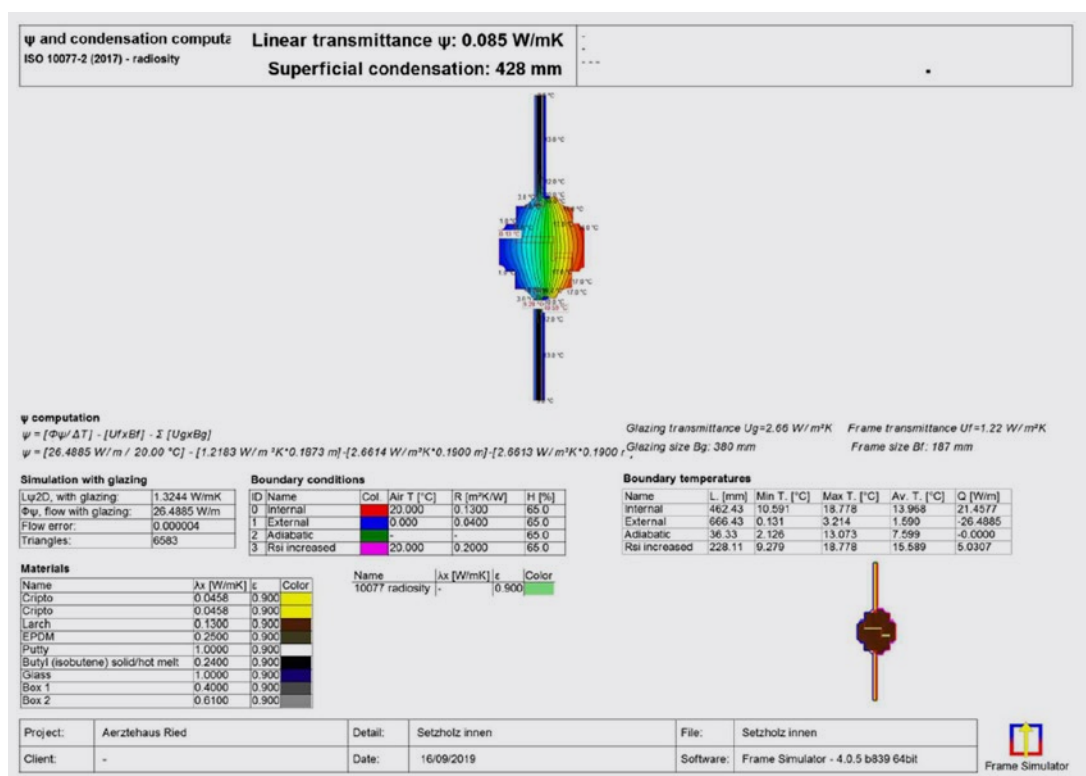 ψ and condensation computa
ISO 10077-2 (2017) - radiosity
Linear transmittance ψ: 0.085 W/mK
Superficial condensation: 428 mm
ψ computation
ψ = [Φψ/ΔT] - [UfxBf] - Σ [UgxBg]
ψ = [26.4885 W/m / 20.00 °C] - [1.2183 W/m²K*0.1873 m]-[2.6614 W/m²K*0.1900 m]-[2.6613 W/m²K*0.1900 r
Glazing transmittance Ug=2.66 W/m²K Frame transmittance Uf=1.22 W/m²K
Glazing size Bg: 380 mm Frame size Bf: 187 mm
Simulation with glazing
Lψ2D, with glazing: 1.3244 W/mK
Φψ, flow with glazing: 26.4885 W/m
Flow error: 0.000004
Triangles: 6583
Boundary conditions
ID Name Col. Air T [°C] R [m²K/W] H [%]
0 Internal 20.000 0.1300 65.0
1 External 0.000 0.0400 65.0
2 Adiabatic - - 65.0
3 Rsi increased 20.000 0.2000 65.0
Boundary temperatures
Name L. [mm] Min T. [°C] Max T. [°C] Av. T. [°C] Q [W/m]
Internal 462.43 10.591 18.778 13.968 21.4577
External 666.43 0.131 3.214 1.590 -26.4885
Adiabatic 36.33 2.126 13.073 7.599 -0.0000
Rsi increased 228.11 9.279 18.778 15.589 5.0307
Materials
Name λx [W/mK] ε Color
Cripto 0.0458 0.900
Cripto 0.0458 0.900
Larch 0.1300 0.900
EPDM 0.2500 0.900
Putty 1.0000 0.900
Butyl (isobutene) solid/hot melt 0.2400 0.900
Glass 1.0000 0.900
Box 1 0.4000 0.900
Box 2 0.6100 0.900
Name λx [W/mK] ε Color
10077 radiosity - 0.900
Project: Aerztehaus Ried Detail: Setzholz innen File: Setzholz innen
Client: - Date: 16/09/2019 Software: Frame Simulator - 4.0.5 b839 64bit
Frame Simulator